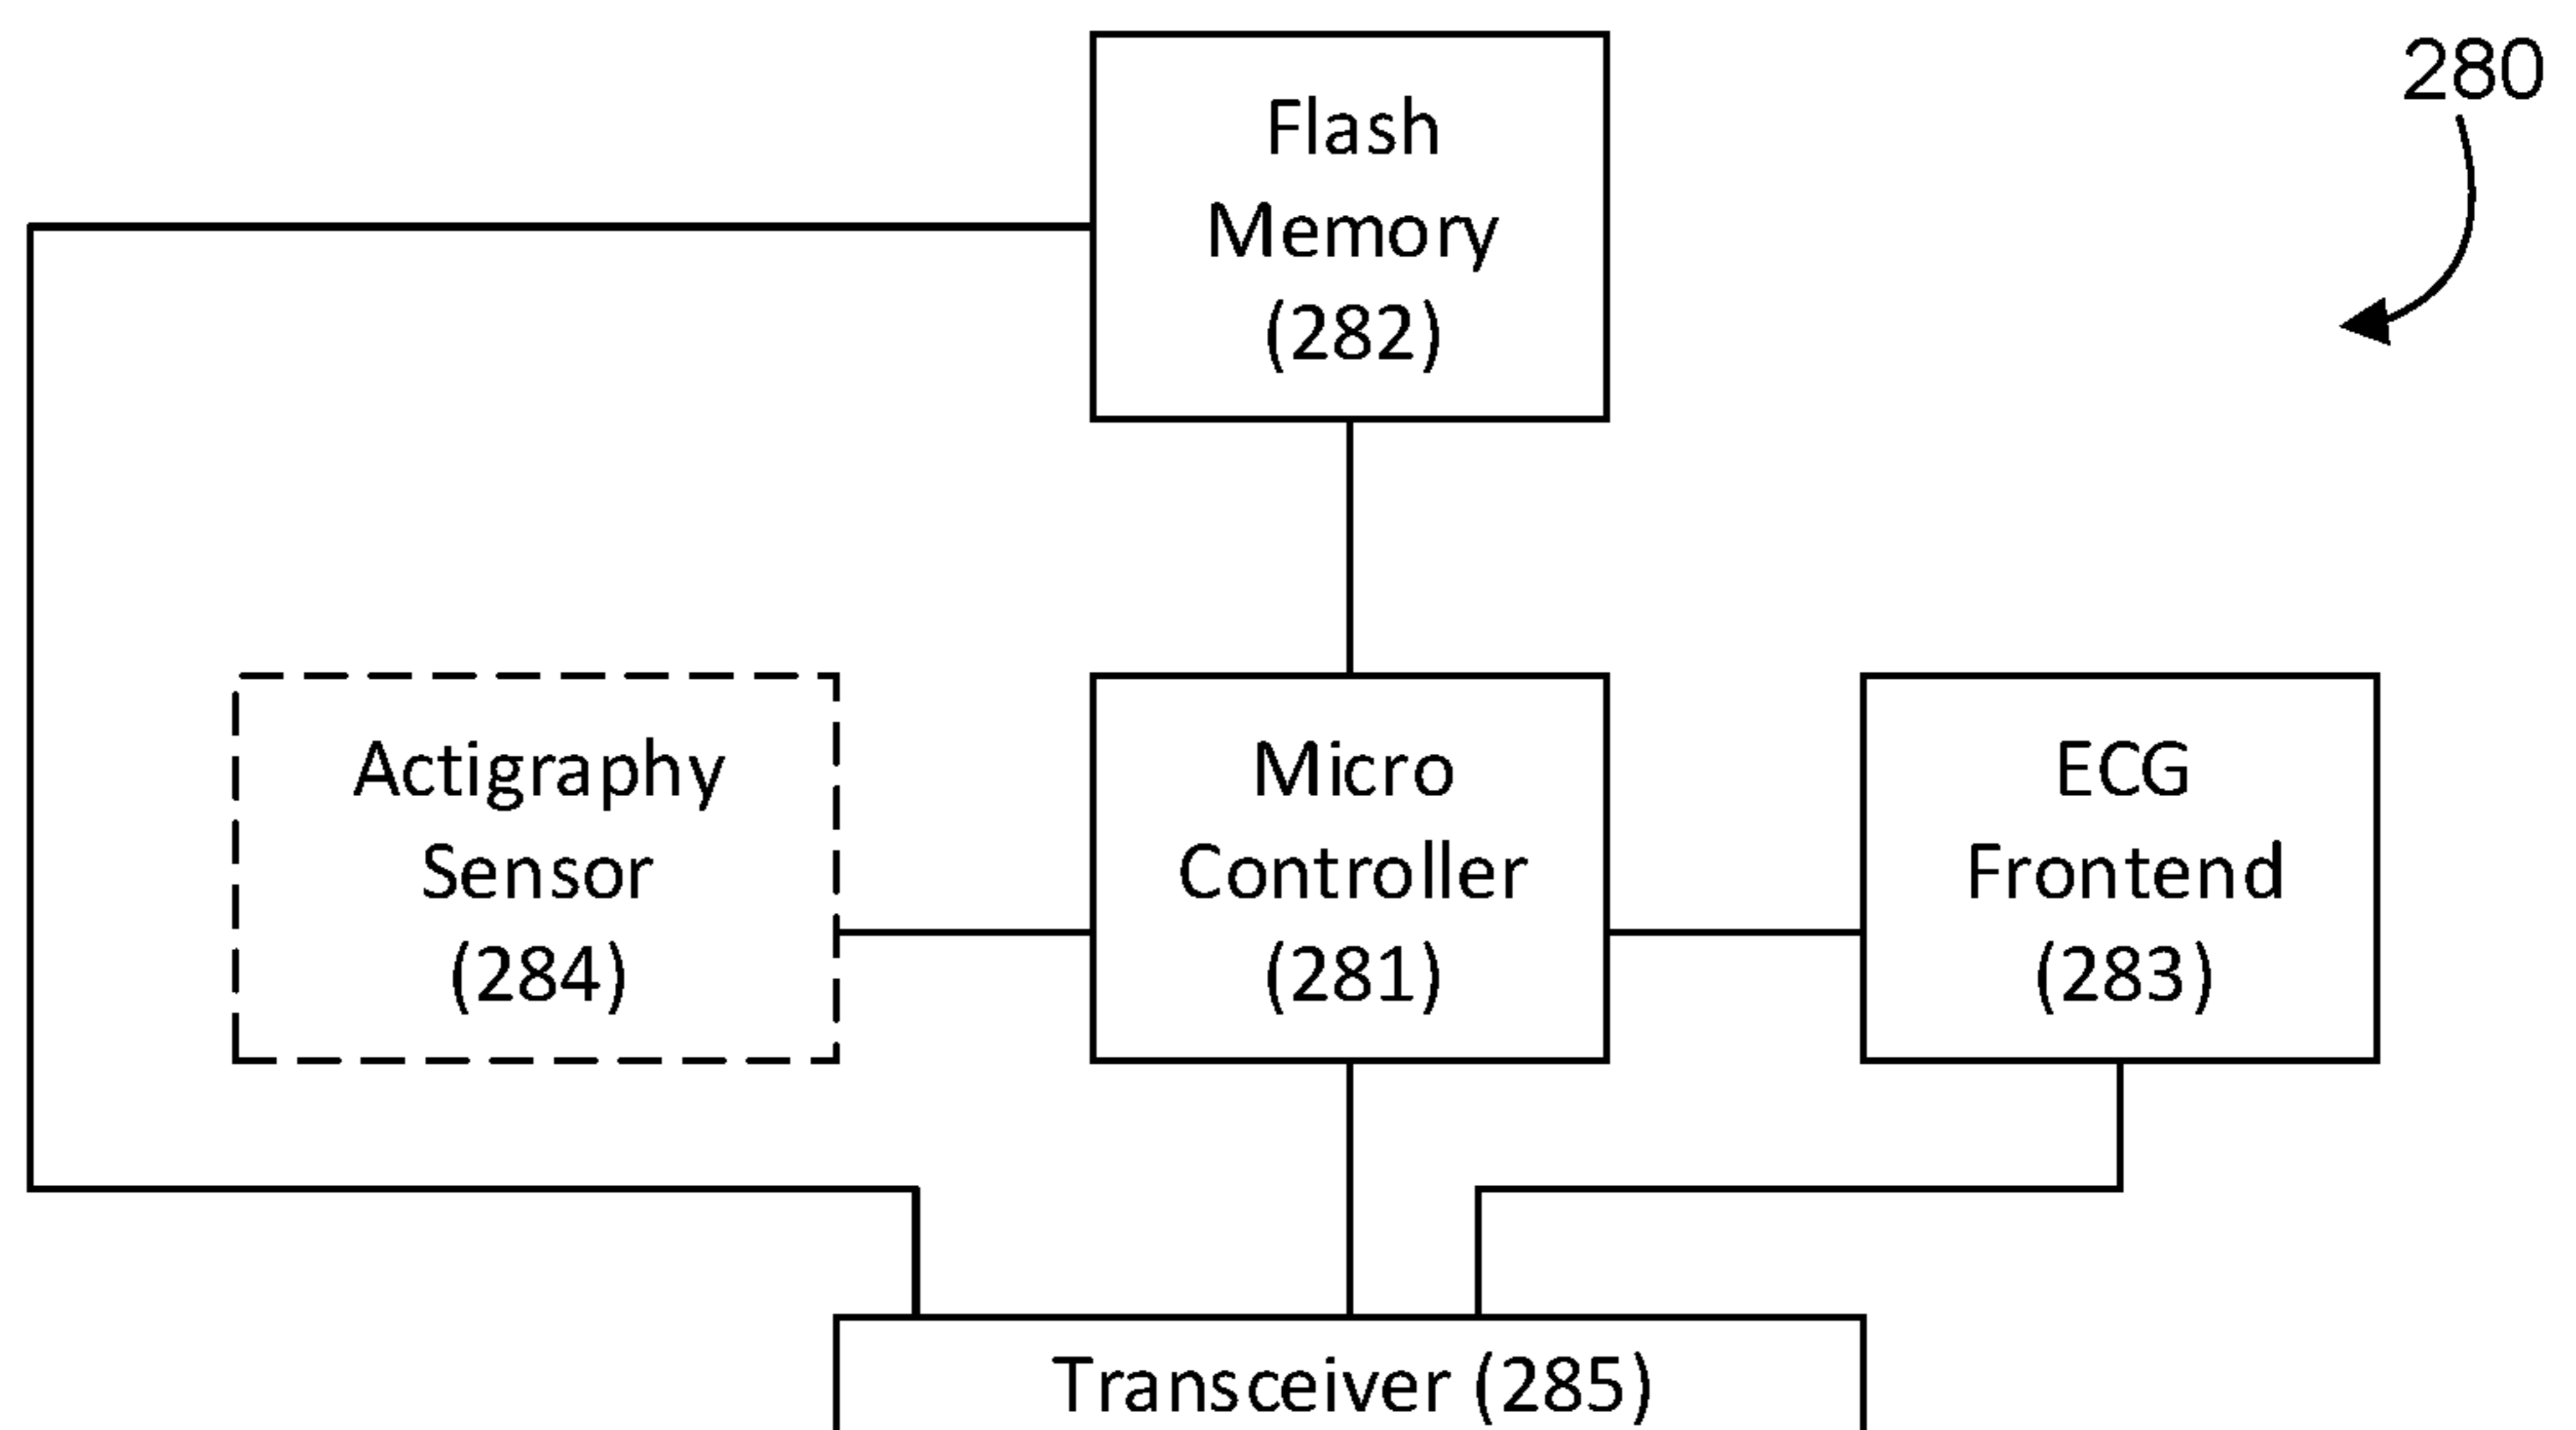 280
Flash
Memory
(282)
Actigraphy
Sensor
(284)
Micro
Controller
(281)
ECG
Frontend
(283)
Transceiver (285)